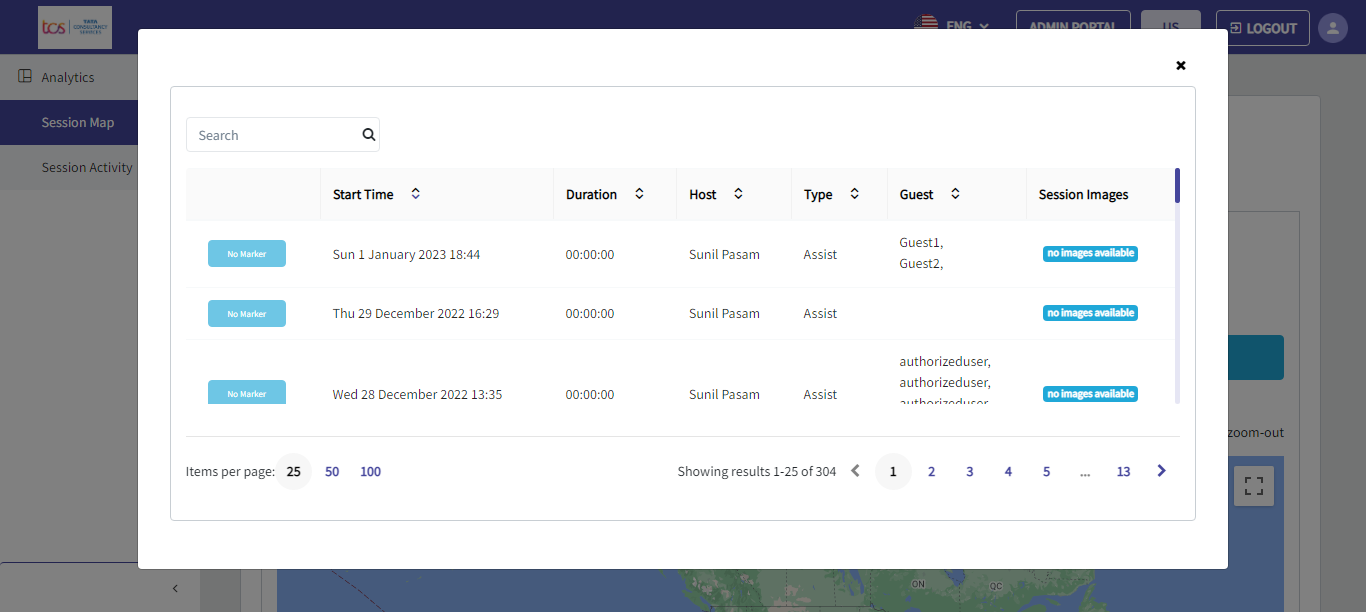 tcs TATA CONSULTANCY SERVICES
ENG
ADMIN PORTAL
US
LOGOUT
Analytics
Session Map
Session Activity
Search
Start Time Duration Host Type Guest Session Images
No Marker Sun 1 January 2023 18:44 00:00:00 Sunil Pasam Assist Guest1, no images available
Guest2,
No Marker Thu 29 December 2022 16:29 00:00:00 Sunil Pasam Assist no images available
authorizeduser,
No Marker Wed 28 December 2022 13:35 00:00:00 Sunil Pasam Assist authorizeduser, no images available
authorizeduser
zoom-out
Items per page: 25 50 100 Showing results 1-25 of 304 1 2 3 4 5 ... 13
ON QC